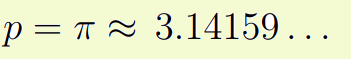 p = π ≈ 3.14159 . . .